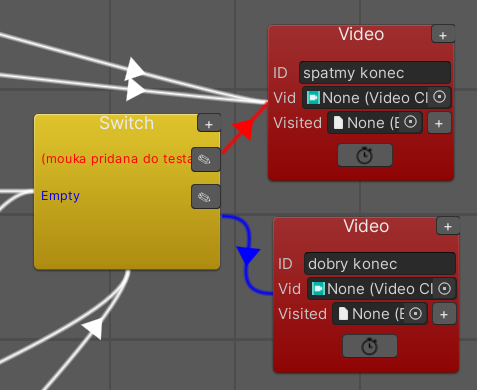 Video
+
ID spatmy konec
Vid None (Video Cl
Visited None (E +
Switch +
(mouka pridana do testa
Empty
Video
+
ID dobry konec
Vid None (Video Cl
Visited None (E +